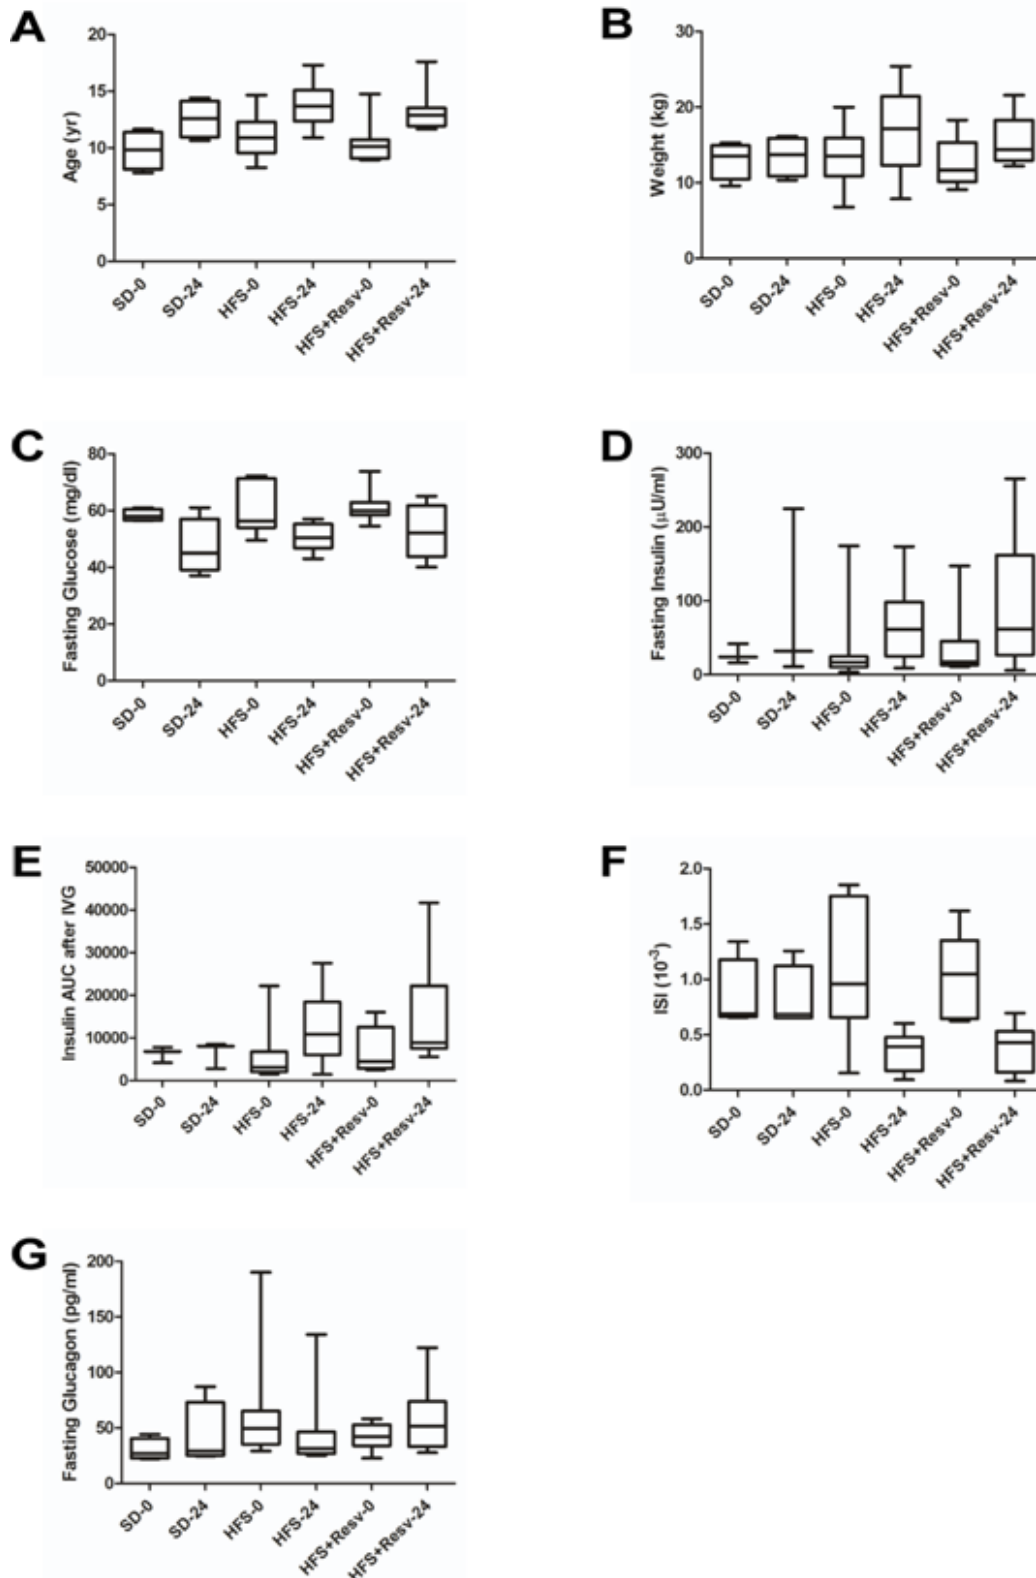 A
Age (yr)
20
15
10
5
0
SD-0
SD-24
HFS-0
HFS-24
HFS+Resv-0
HFS+Resv-24
B
Weight (kg)
30
20
10
0
SD-0
SD-24
HFS-0
HFS-24
HFS+Resv-0
HFS+Resv-24
C
Fasting Glucose (mg/dl)
80
60
40
20
0
SD-0
SD-24
HFS-0
HFS-24
HFS+Resv-0
HFS+Resv-24
D
Fasting Insulin (µU/ml)
300
200
100
0
SD-0
SD-24
HFS-0
HFS-24
HFS+Resv-0
HFS+Resv-24
E
Insulin AUC after IVG
50000
40000
30000
20000
10000
0
SD-0
SD-24
HFS-0
HFS-24
HFS+Resv-0
HFS+Resv-24
F
ISI (10⁻³)
2.0
1.5
1.0
0.5
0.0
SD-0
SD-24
HFS-0
HFS-24
HFS+Resv-0
HFS+Resv-24
G
Fasting Glucagon (pg/ml)
200
150
100
50
0
SD-0
SD-24
HFS-0
HFS-24
HFS+Resv-0
HFS+Resv-24